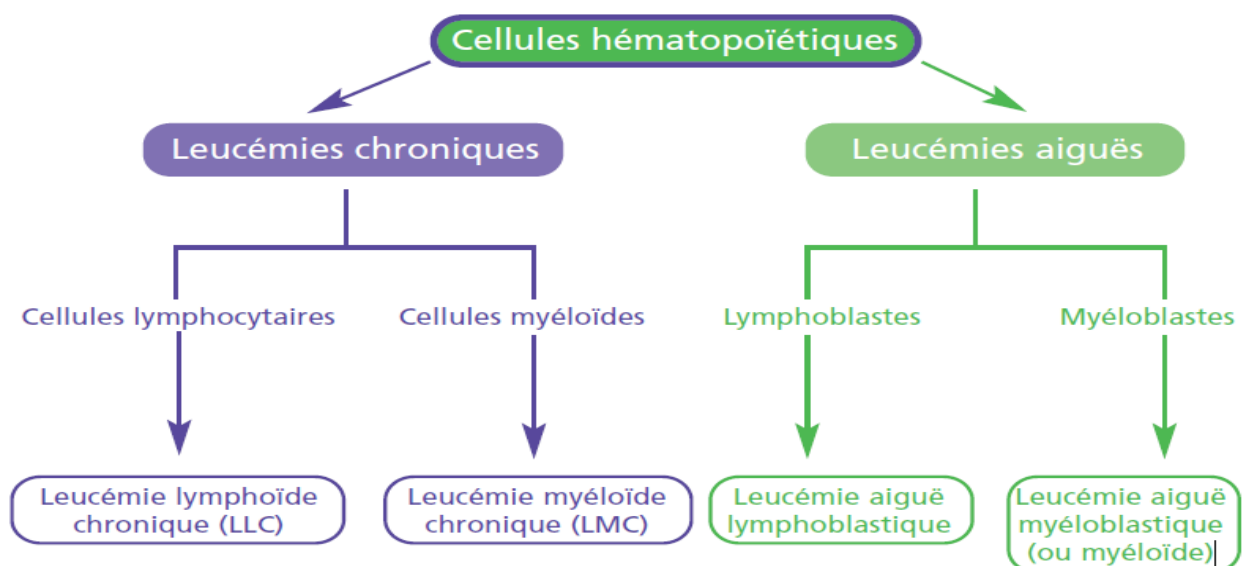 Cellules hématopoïétiques
Leucémies chroniques
Leucémies aiguës
Cellules lymphocytaires
Cellules myéloïdes
Lymphoblastes
Myéloblastes
Leucémie lymphoïde
chronique (LLC)
Leucémie myéloïde
chronique (LMC)
Leucémie aiguë
lymphoblastique
Leucémie aiguë
myéloblastique
(ou myéloïde)